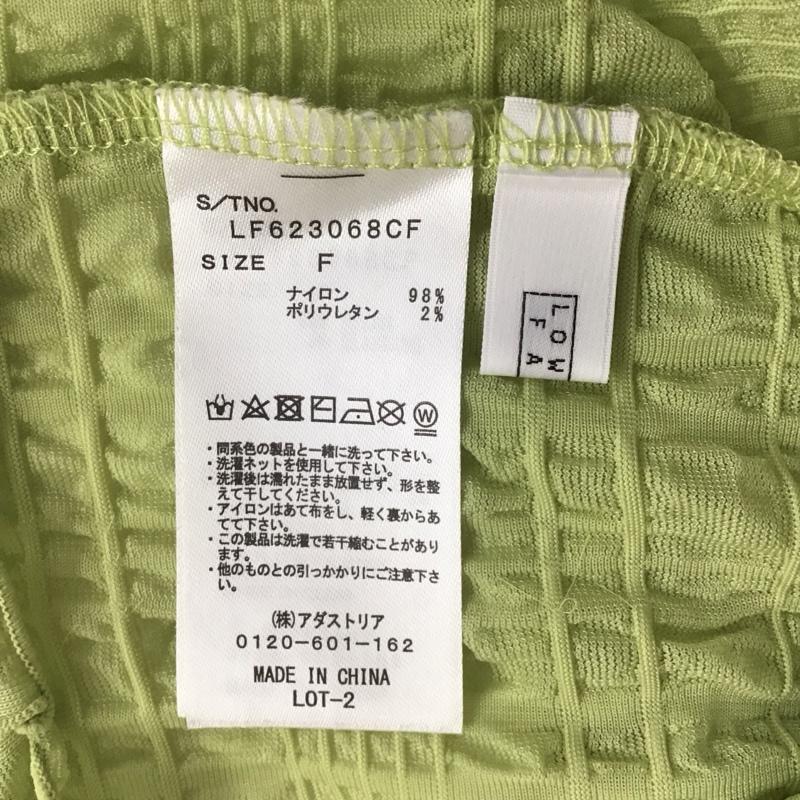 S/TNO.
LF623068CF
SIZE F
ナイロン 98%
ポリウレタン 2%
W
・同系色の製品と一緒に洗って下さい。
・洗濯ネットを使用して下さい。
・洗濯後は濡れたまま放置せず、形を整
えて干してください。
・アイロンはあて布をし、軽く裏からあ
てて下さい。
・この製品は洗濯で若干縮むことがあり
ます。
・他のものとの引っかかりにご注意下さ
い。
(株)アダストリア
0120-601-162
MADE IN CHINA
LOT-2
LOW
FA